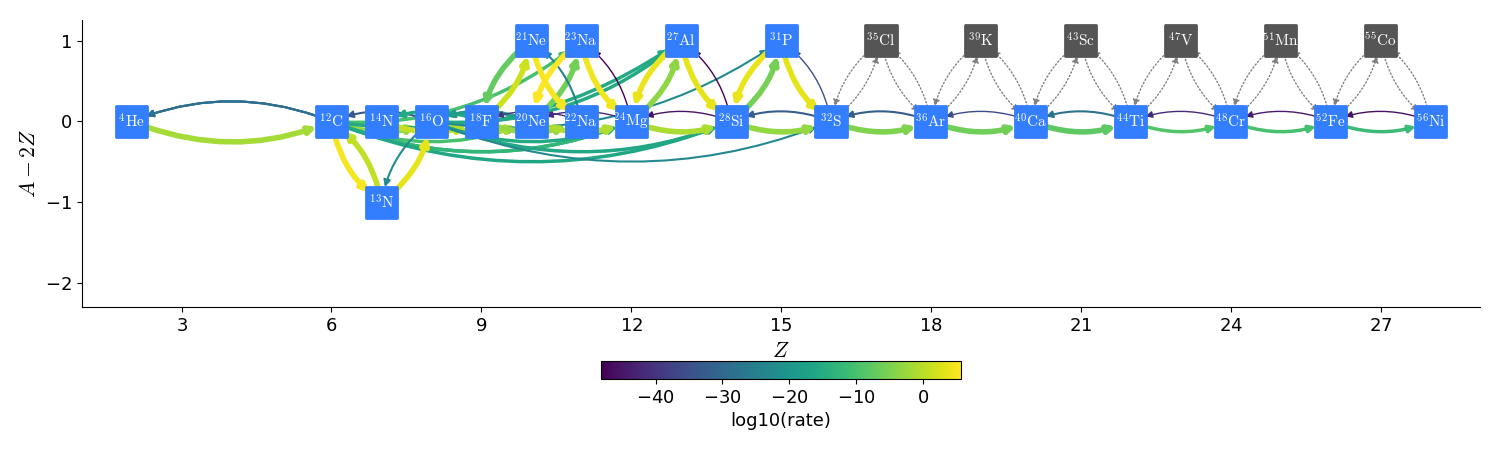 1
²¹Ne ²³Na ²⁷Al ³¹P ³⁵Cl ³⁹K ⁴³Sc ⁴⁷V ⁵¹Mn ⁵⁵Co
0
⁴He ¹²C ¹⁴N ¹⁶O ¹⁸F ²⁰Ne ²²Na ²⁴Mg ²⁸Si ³²S ³⁶Ar ⁴⁰Ca ⁴⁴Ti ⁴⁸Cr ⁵²Fe ⁵⁶Ni
A − 2Z
−1
¹³N
−2
3 6 9 12 15 18 21 24 27
Z
−40 −30 −20 −10 0
log10(rate)